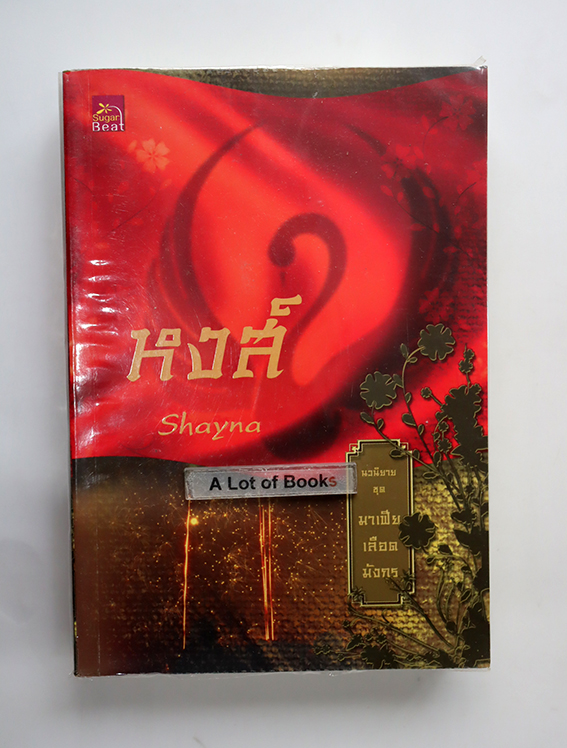 Sugar
Beat
หงส์
Shayna
A Lot of Books
นวนิยาย
ชุด
มาเฟีย
เลือด
มังกร